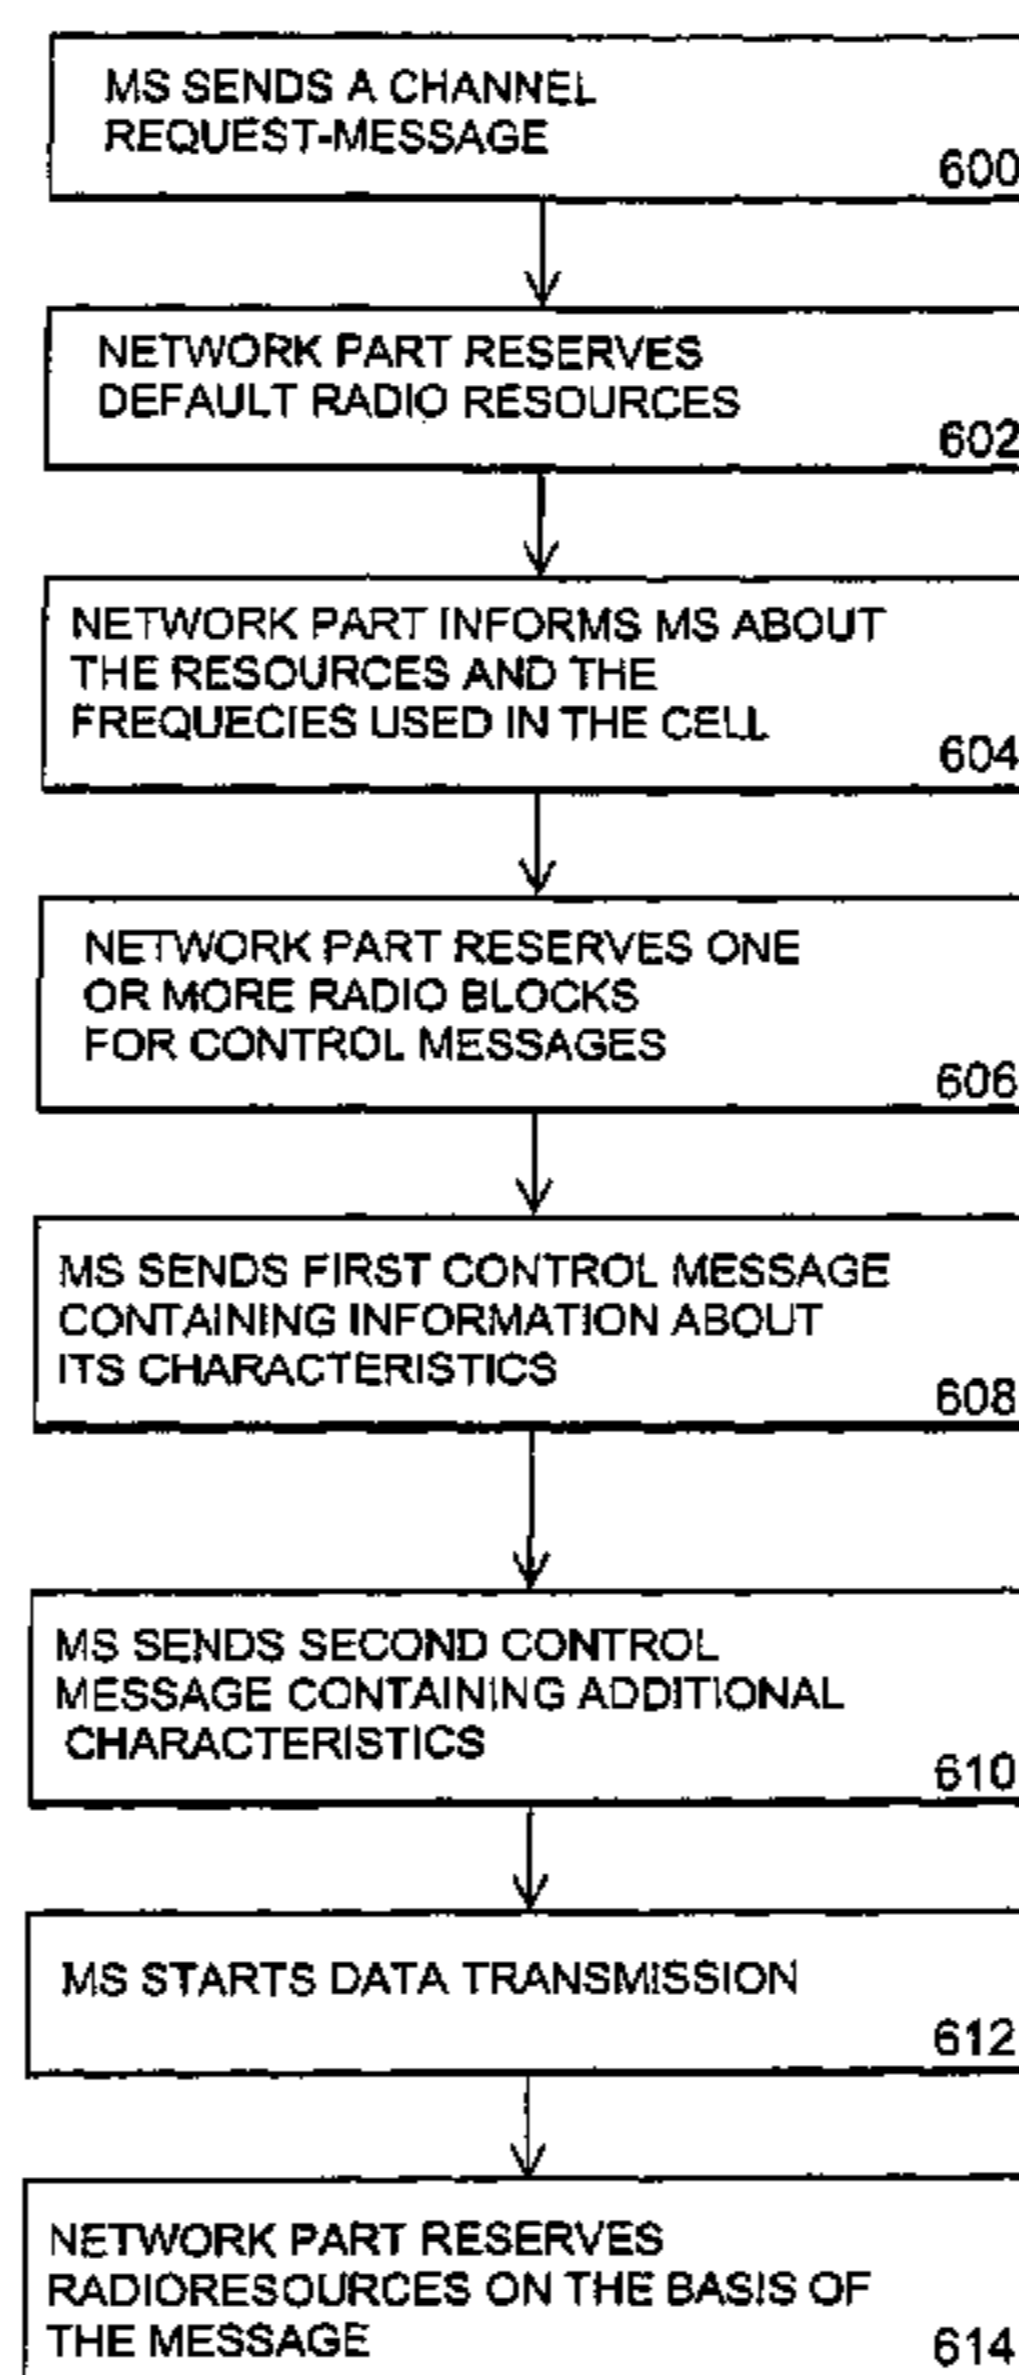 MS SENDS A CHANNEL
REQUEST-MESSAGE
600
NETWORK PART RESERVES
DEFAULT RADIO RESOURCES
602
NETWORK PART INFORMS MS ABOUT
THE RESOURCES AND THE
FREQUECIES USED IN THE CELL
604
NETWORK PART RESERVES ONE
OR MORE RADIO BLOCKS
FOR CONTROL MESSAGES
606
MS SENDS FIRST CONTROL MESSAGE
CONTAINING INFORMATION ABOUT
ITS CHARACTERISTICS
608
MS SENDS SECOND CONTROL
MESSAGE CONTAINING ADDITIONAL
CHARACTERISTICS
610
MS STARTS DATA TRANSMISSION
612
NETWORK PART RESERVES
RADIORESOURCES ON THE BASIS OF
THE MESSAGE
614